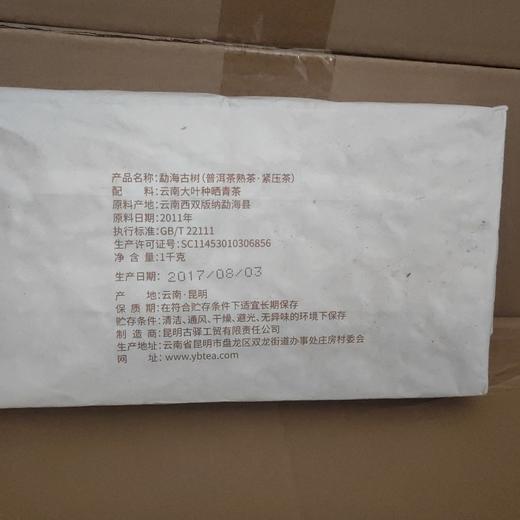 产品名称：勐海古树（普洱茶熟茶·紧压茶）
配 料：云南大叶种晒青茶
原料产地：云南西双版纳勐海县
原料日期：2011年
执行标准：GB/T 22111
生产许可证号：SC11453010306856
净 含 量：1千克
生产日期：2017/08/03
产 地：云南·昆明
保 质 期：在符合贮存条件下适宜长期保存
贮存条件：清洁、通风、干燥、避光、无异味的环境下保存
制 造 商：昆明古驿工贸有限责任公司
生产地址：云南省昆明市盘龙区双龙街道办事处庄房村委会
网 址：www.ybtea.com